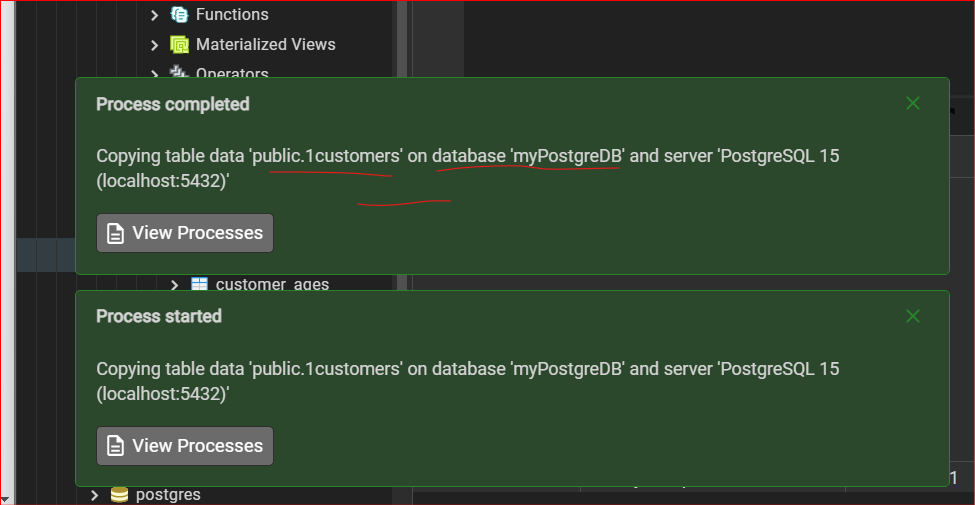 Functions
Materialized Views
Operators
Process completed
Copying table data 'public.1customers' on database 'myPostgreDB' and server 'PostgreSQL 15
(localhost:5432)'
View Processes
customer_ages
Process started
Copying table data 'public.1customers' on database 'myPostgreDB' and server 'PostgreSQL 15
(localhost:5432)'
View Processes
1
postgres